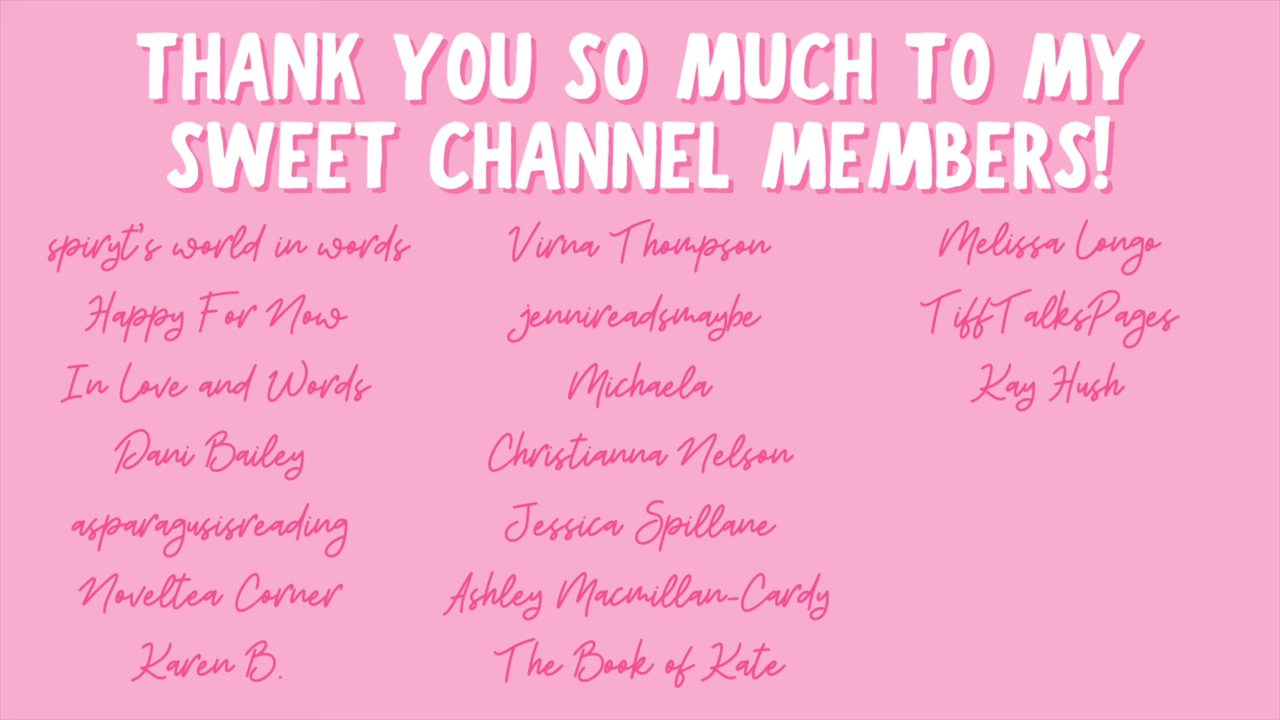 THANK YOU SO MUCH TO MY
SWEET CHANNEL MEMBERS!
spiryt's world in words
Happy For Now
In Love and Words
Dani Bailey
asparagusisreading
Noveltea Corner
Karen B.
Virna Thompson
jennireadsmaybe
Michaela
Christianna Nelson
Jessica Spillane
Ashley Macmillan-Cardy
The Book of Kate
Melissa Longo
TiffTalksPages
Kay Hush